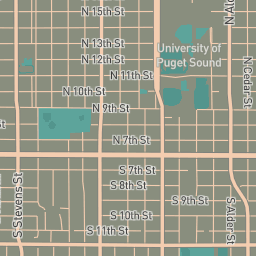 N 15th St
N 13th St
N 12th St
University of
Puget Sound
N 11th St
N 10th St
N 9th St
N Cedar St
N 7th St
S 7th St
S 8th St
S 9th St
S 10th St
S 11th St
S Stevens St
S Alder St